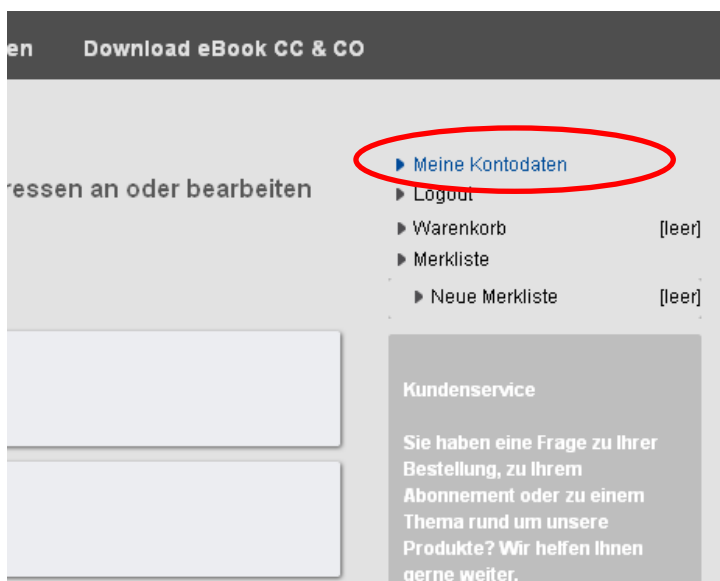 en Download eBook CC & CO
Meine Kontodaten
ressen an oder bearbeiten
Logout
Warenkorb [leer]
Merkliste
Neue Merkliste [leer]
Kundenservice
Sie haben eine Frage zu Ihrer
Bestellung, zu Ihrem
Abonnement oder zu einem
Thema rund um unsere
Produkte? Wir helfen Ihnen
gerne weiter.